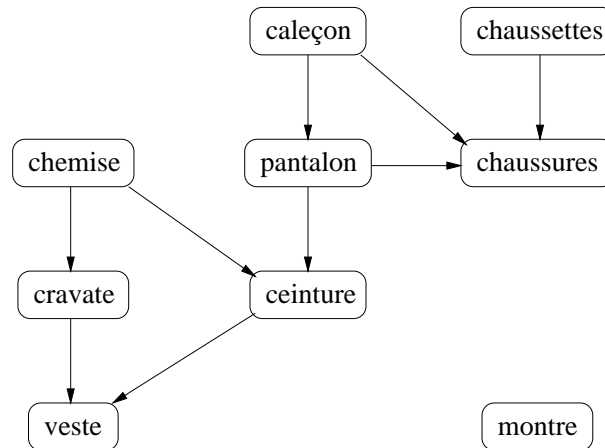 caleçon
chaussettes
chemise
pantalon
chaussures
cravate
ceinture
veste
montre